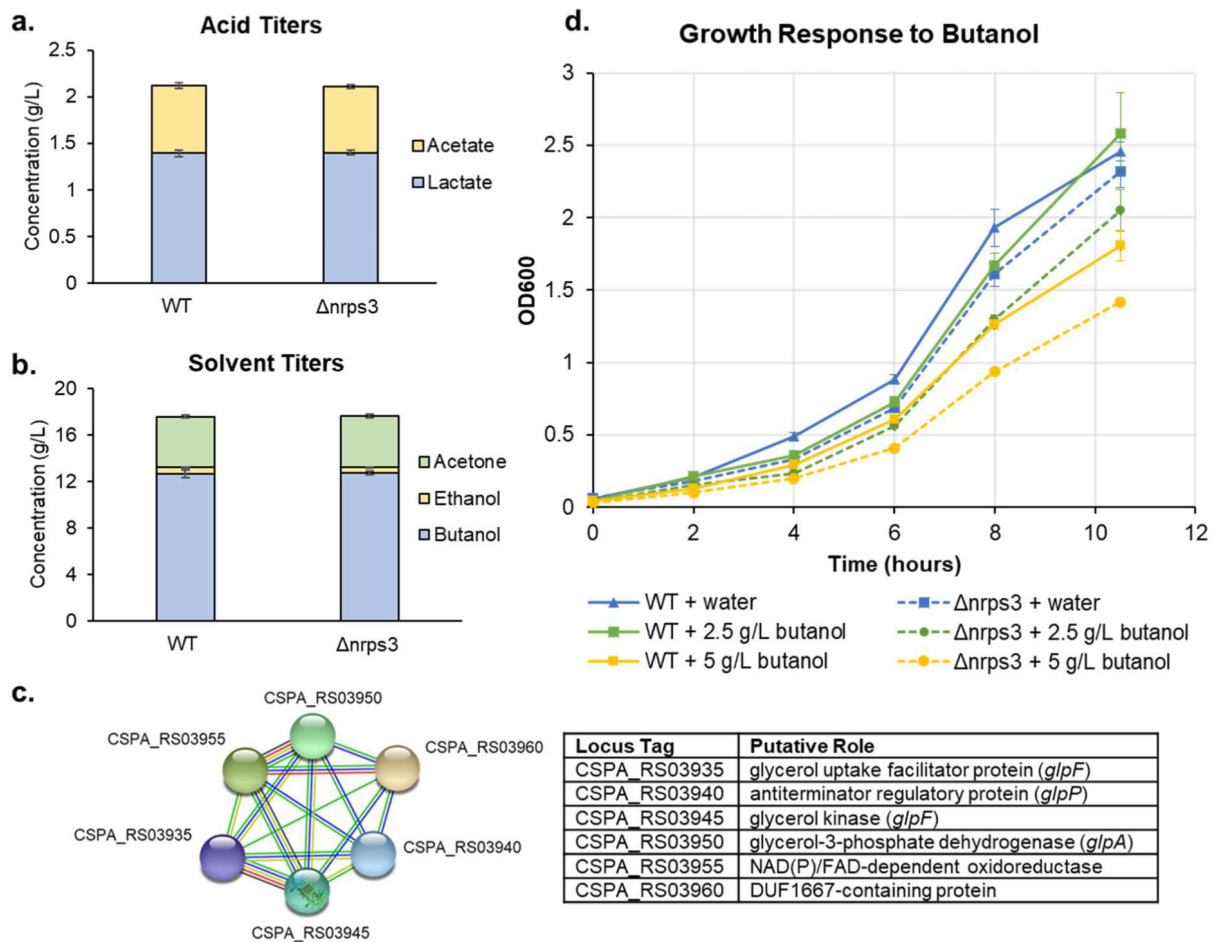 a.
Acid Titers
2.5
2
1.5
1
0.5
0
Concentration (g/L)
WT
Δnrps3
Acetate
Lactate
b.
Solvent Titers
20
16
12
8
4
0
Concentration (g/L)
WT
Δnrps3
Acetone
Ethanol
Butanol
d.
Growth Response to Butanol
3
2.5
2
1.5
1
0.5
0
OD600
0 2 4 6 8 10 12
Time (hours)
WT + water
Δnrps3 + water
WT + 2.5 g/L butanol
Δnrps3 + 2.5 g/L butanol
WT + 5 g/L butanol
Δnrps3 + 5 g/L butanol
c.
CSPA_RS03950
CSPA_RS03955
CSPA_RS03960
CSPA_RS03935
CSPA_RS03940
CSPA_RS03945
Locus Tag Putative Role
CSPA_RS03935 glycerol uptake facilitator protein (glpF)
CSPA_RS03940 antiterminator regulatory protein (glpP)
CSPA_RS03945 glycerol kinase (glpF)
CSPA_RS03950 glycerol-3-phosphate dehydrogenase (glpA)
CSPA_RS03955 NAD(P)/FAD-dependent oxidoreductase
CSPA_RS03960 DUF1667-containing protein